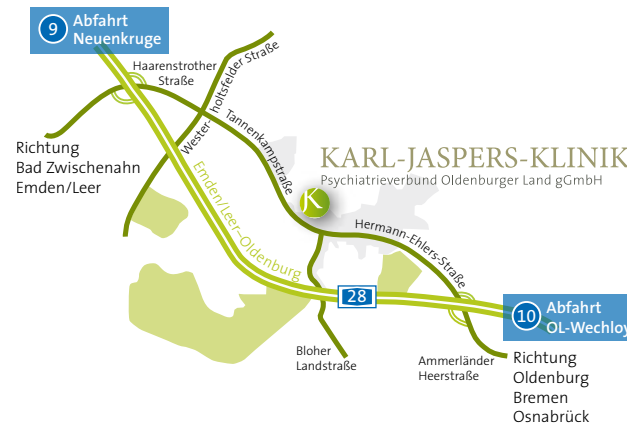 9 Abfahrt
Neuenkruge
Haarenstrother
Straße
Wester-holtsfelder Straße
Tannenkampstraße
Richtung
Bad Zwischenahn
Emden/Leer
KARL-JASPERS-KLINIK
Psychiatrieverbund Oldenburger Land gGmbH
K
Hermann-Ehlers-Straße
Emden/Leer–Oldenburg
28
10 Abfahrt
OL-Wechloy
Bloher
Landstraße
Ammerländer
Heerstraße
Richtung
Oldenburg
Bremen
Osnabrück